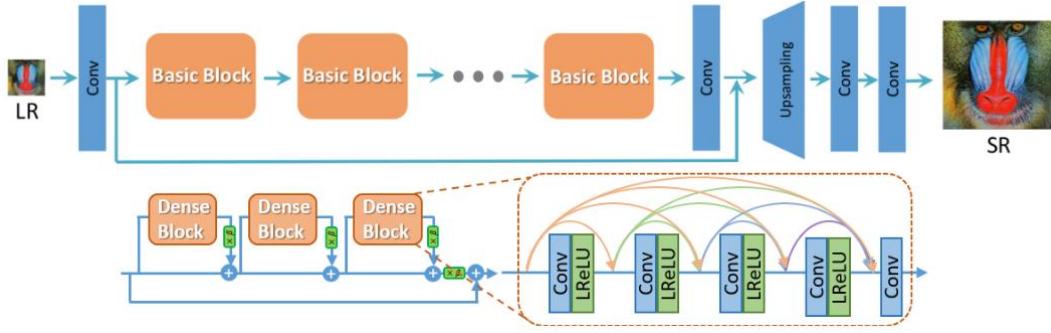 LR
Conv
Basic Block
Basic Block
Basic Block
Conv
Upsampling
Conv
Conv
SR
Dense
Block
× β
Dense
Block
× β
Dense
Block
× β
× β
Conv
LReLU
Conv
LReLU
Conv
LReLU
Conv
LReLU
Conv